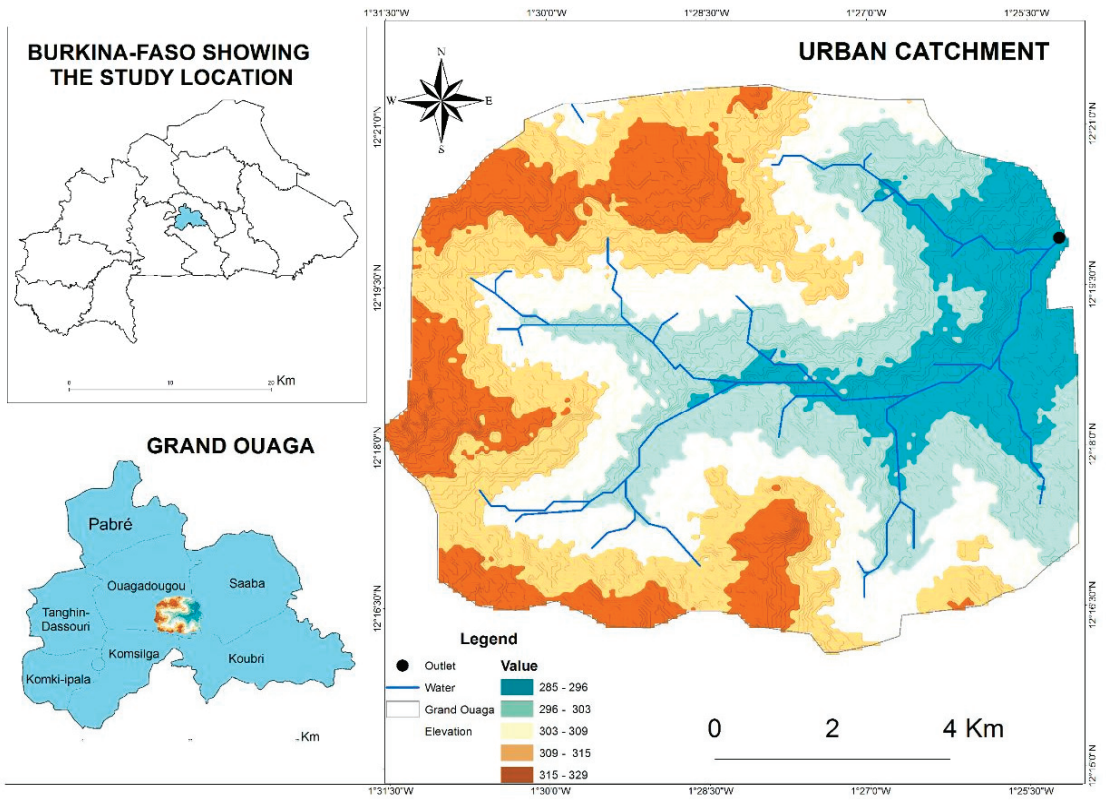 BURKINA-FASO SHOWING
THE STUDY LOCATION
0 10 20 Km
GRAND OUAGA
Pabré
Ouagadougou
Saaba
Tanghin-
Dassouri
Komsilga
Koubri
Komki-ipala
Km
1°31'30"W 1°30'0"W 1°28'30"W 1°27'0"W 1°25'30"W
URBAN CATCHMENT
N
W E
S
12°21'0"N
12°19'30"N
12°18'0"N
12°16'30"N
12°18'0"N
12°16'30"N
Legend
Outlet
Water
Grand Ouaga
Elevation
Value
285 - 296
296 - 303
303 - 309
309 - 315
315 - 329
0 2 4 Km
1°31'30"W 1°30'0"W 1°28'30"W 1°27'0"W 1°25'30"W